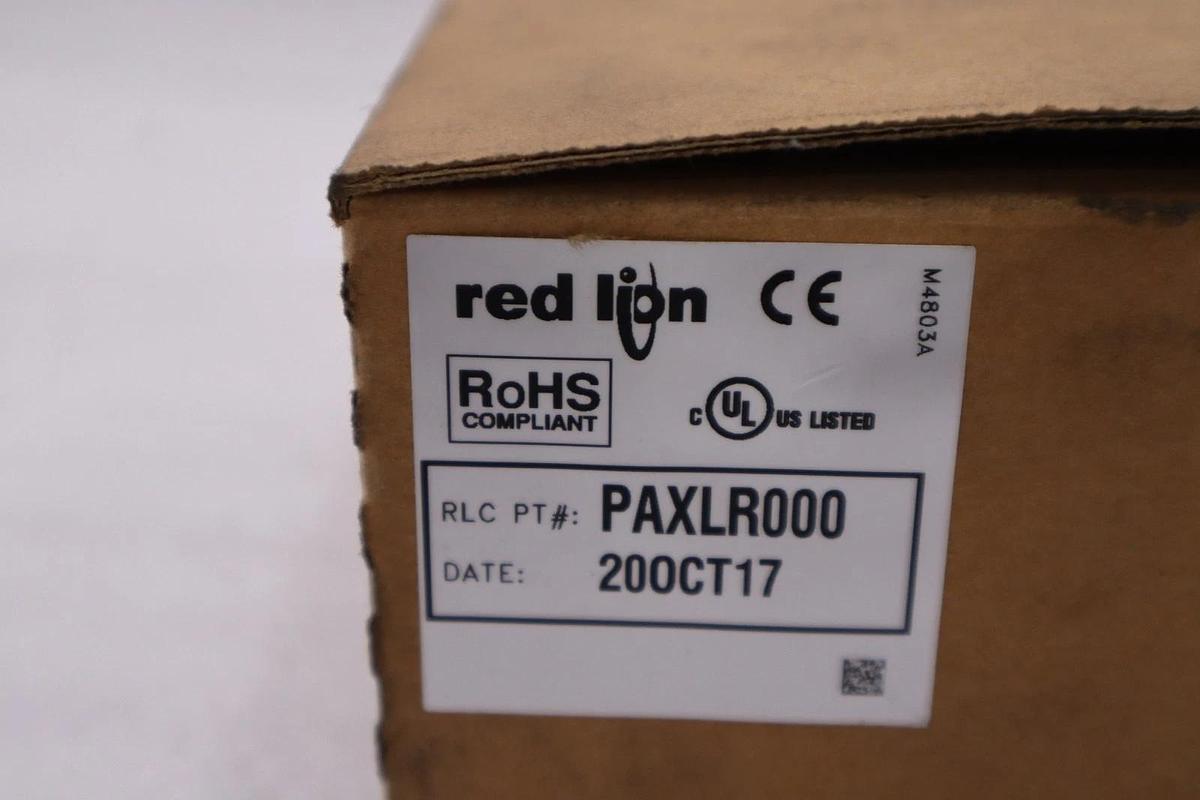 red lion CE
M4803A
RoHS
COMPLIANT
C UL US LISTED
RLC PT#: PAXLR000
DATE: 20OCT17